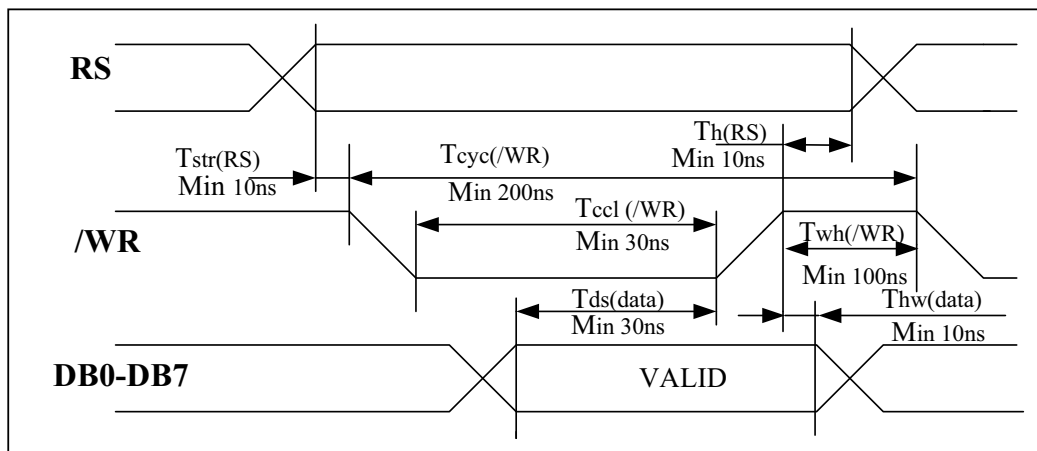 RS
Th(RS)
Min 10ns
Tstr(RS)
Min 10ns
Tcyc(/WR)
Min 200ns
/WR
Tccl (/WR)
Min 30ns
Twh(/WR)
Min 100ns
Tds(data)
Min 30ns
Thw(data)
Min 10ns
DB0-DB7
VALID